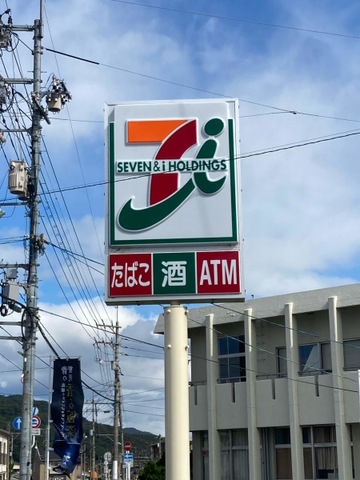 SEVEN & i HOLDINGS
たばこ 酒 ATM